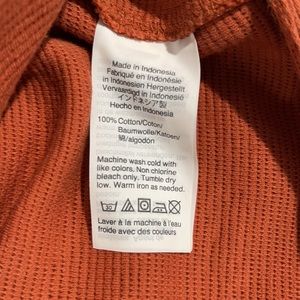 Made in Indonesia
Fabriqué en Indonésie
In Indonesien Hergestellt
Vervaardigd in Indonesië
インドネシア製
Hecho en Indonesia
100% Cotton/Coton/
Baumwolle/Katoen/
綿/algodón
Machine wash cold with
like colors. Non chlorine
bleach only. Tumble dry
low. Warm iron as needed.
Laver à la machine à l'eau
froide avec des couleurs